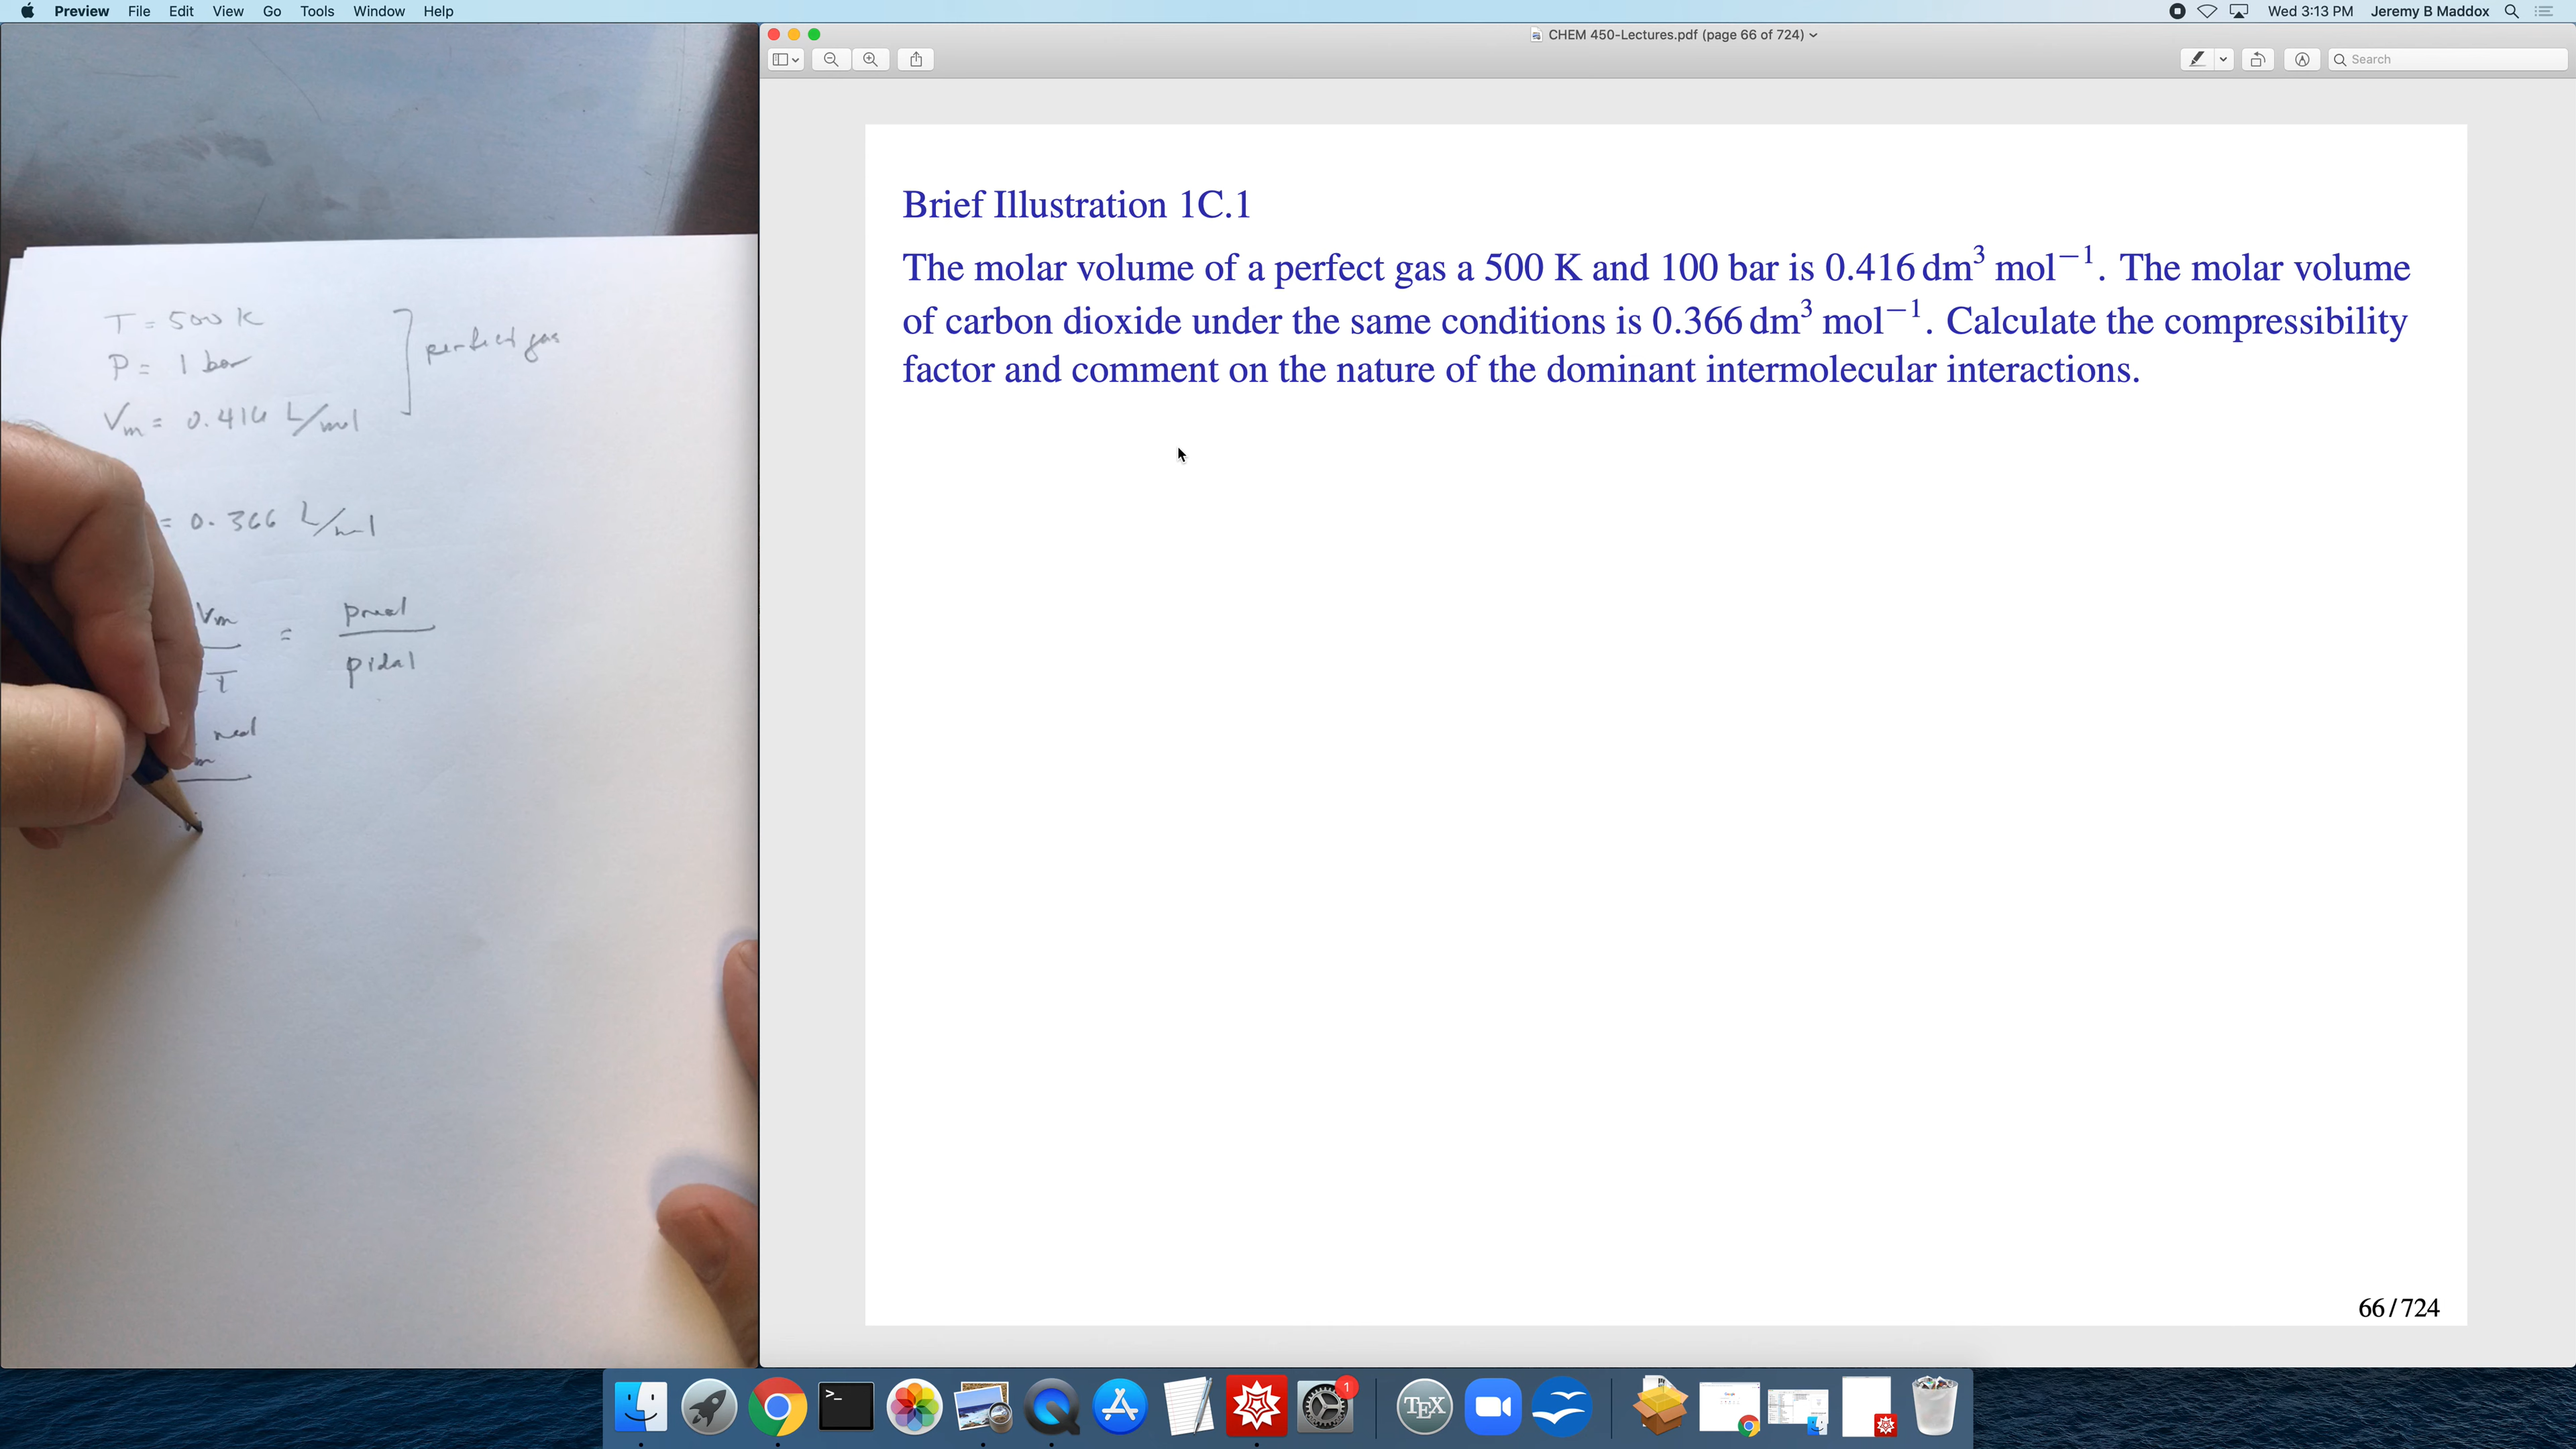 Preview File Edit View Go Tools Window Help
Wed 3:13 PM Jeremy B Maddox
CHEM 450-Lectures.pdf (page 66 of 724)
Search
T = 500 K
P = 1 bar
perfect gas
Vm = 0.416 L/mol
= 0.366 L/mol
Vm = preal
T pidal
real
m
Brief Illustration 1C.1
The molar volume of a perfect gas a 500 K and 100 bar is 0.416 dm³ mol⁻¹. The molar volume
of carbon dioxide under the same conditions is 0.366 dm³ mol⁻¹. Calculate the compressibility
factor and comment on the nature of the dominant intermolecular interactions.
66/724
>_
1
TEX